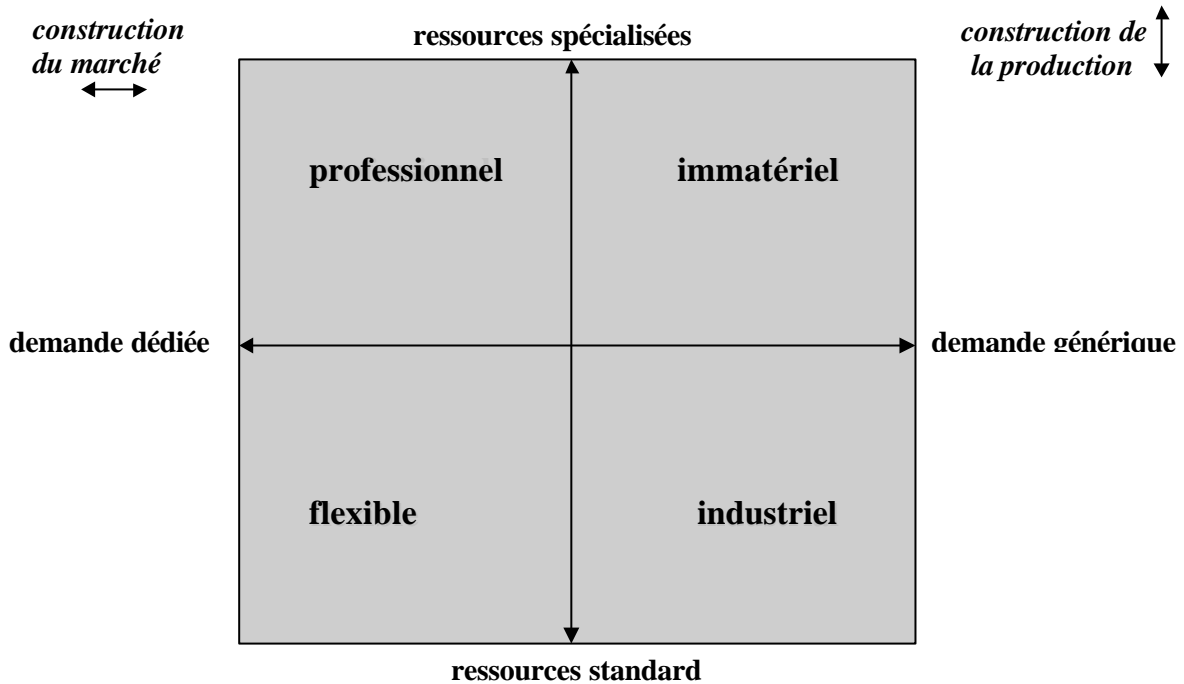 construction
du marché
ressources spécialisées
construction de
la production
professionnel
immatériel
demande dédiée
demande générique
flexible
industriel
ressources standard